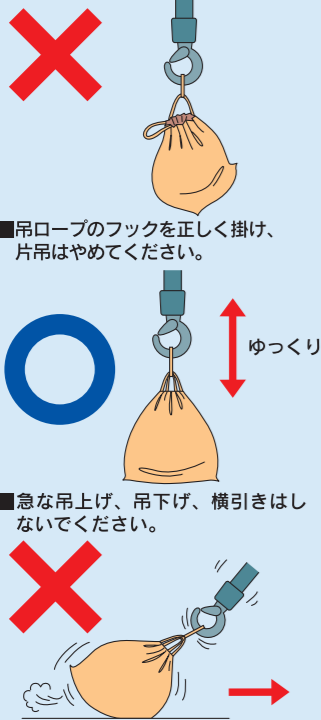 ■吊ロープのフックを正しく掛け、
片吊はやめてください。
ゆっくり
■急な吊上げ、吊下げ、横引きはし
ないでください。